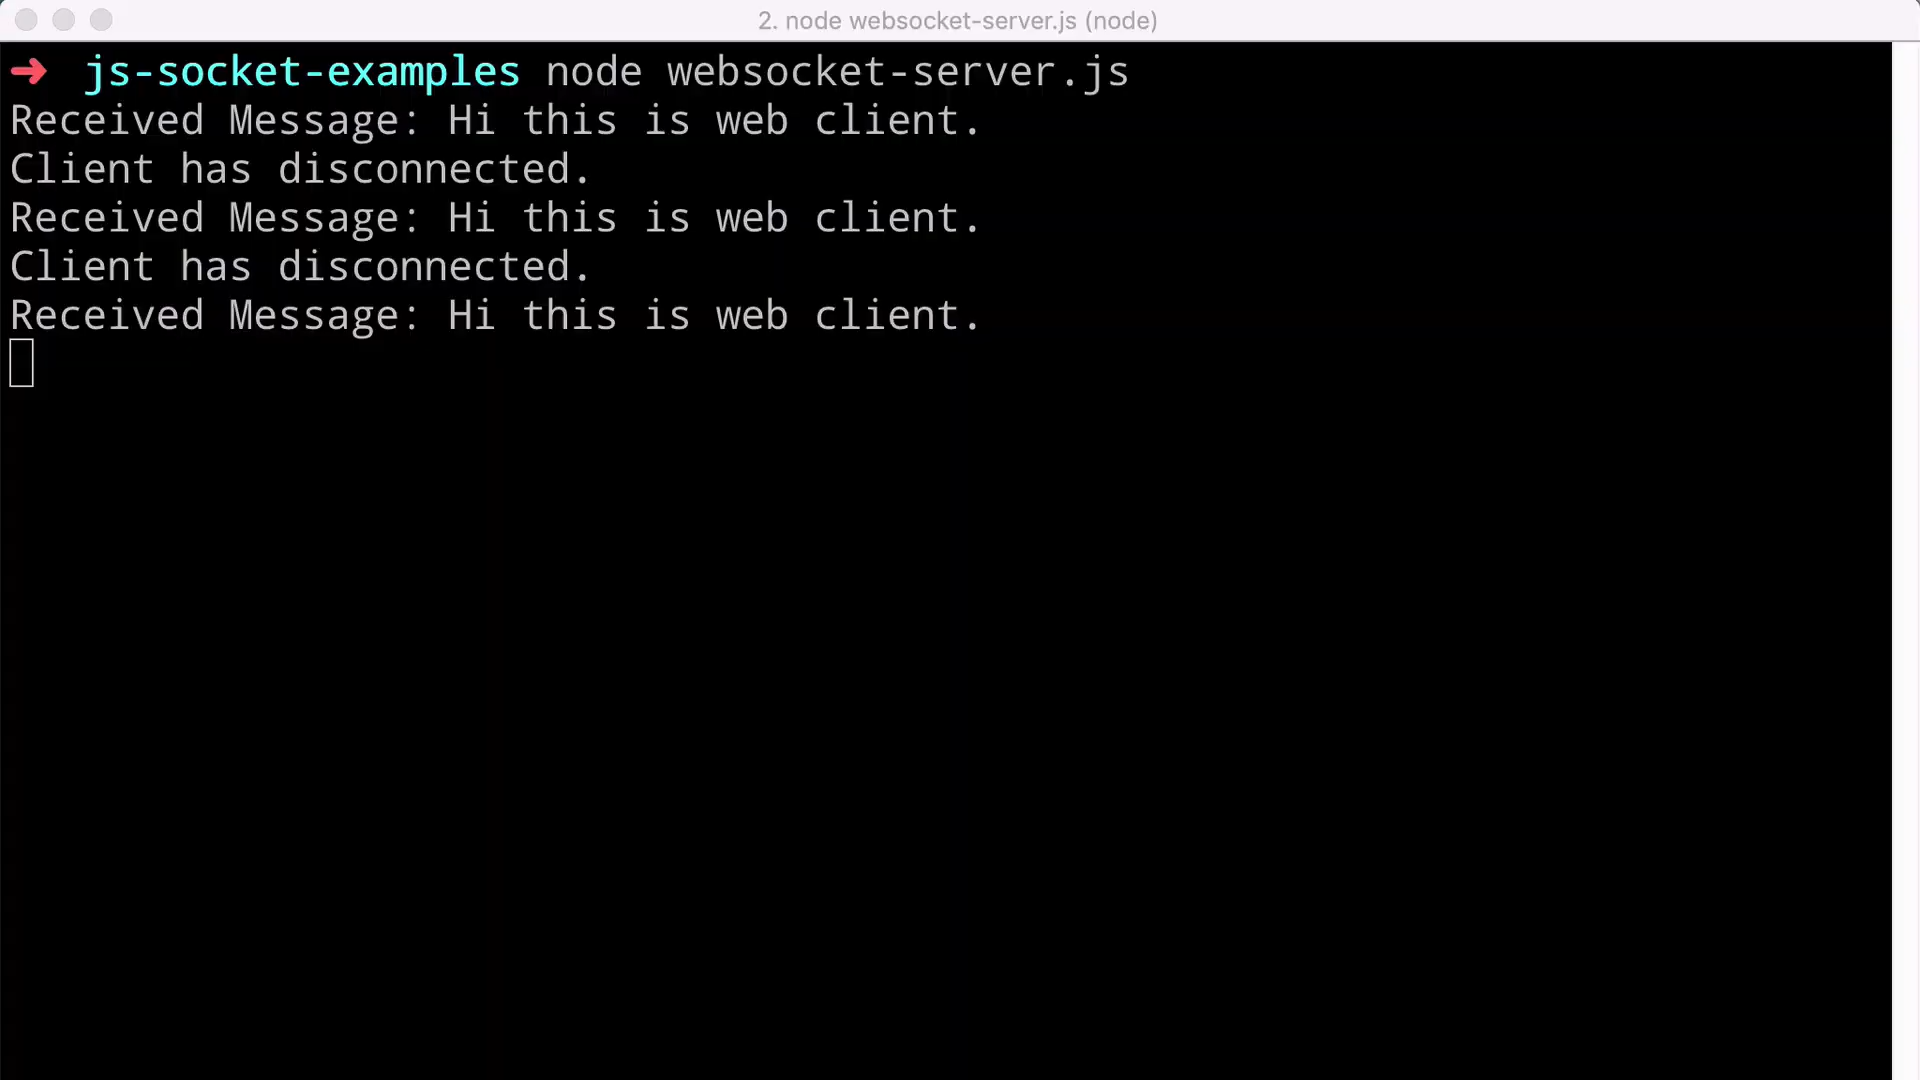 2. node websocket-server.js (node)
➜ js-socket-examples node websocket-server.js
Received Message: Hi this is web client.
Client has disconnected.
Received Message: Hi this is web client.
Client has disconnected.
Received Message: Hi this is web client.